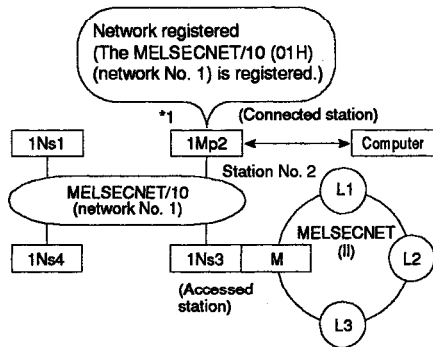 Network registered
(The MELSECNET/10 (01H)
(network No. 1) is registered.)
*1
(Connected station)
1Ns1
1Mp2
Computer
Station No. 2
MELSECNET/10
(network No. 1)
L1
MELSECNET
(II)
L2
1Ns4
1Ns3
M
(Accessed
station)
L3